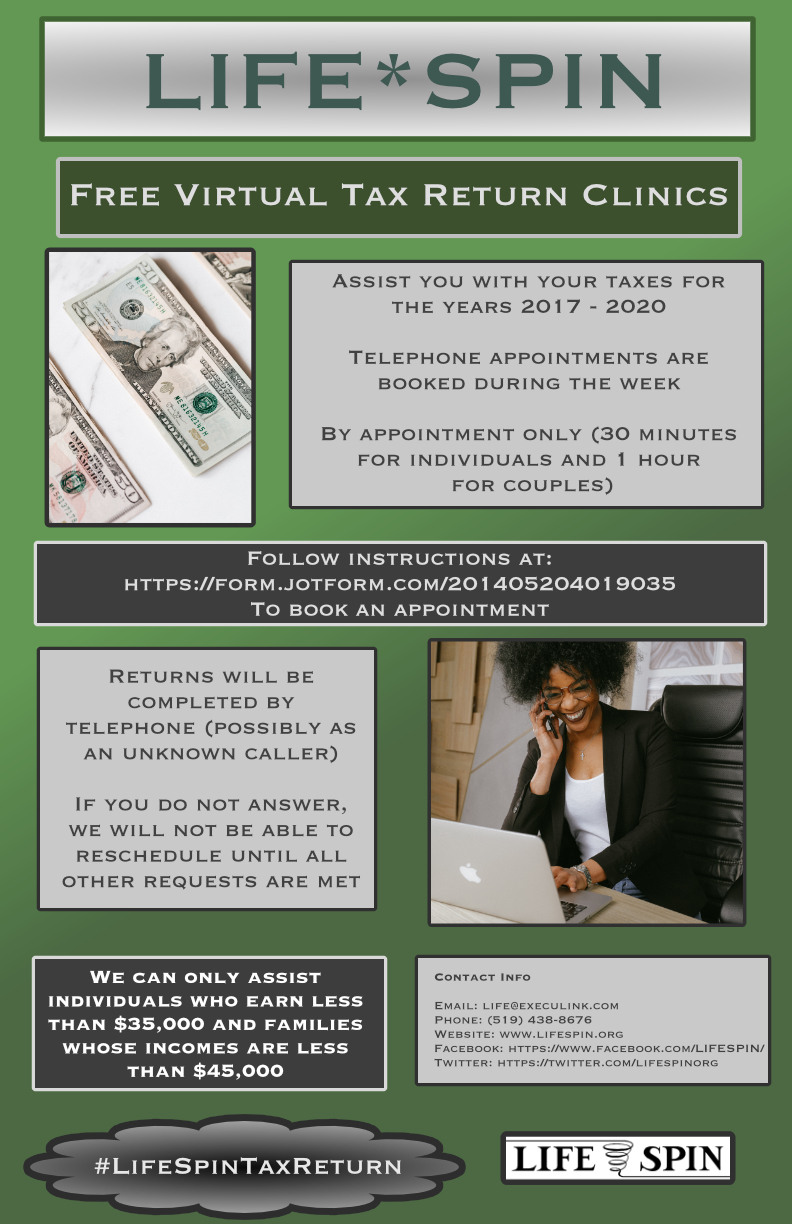 LIFE*SPIN
Free Virtual Tax Return Clinics
Assist you with your taxes for
the years 2017 - 2020
Telephone appointments are
booked during the week
By appointment only (30 minutes
for individuals and 1 hour
for couples)
Follow instructions at:
https://form.jotform.com/201405204019035
To book an appointment
Returns will be
completed by
telephone (possibly as
an unknown caller)
If you do not answer,
we will not be able to
reschedule until all
other requests are met
We can only assist
individuals who earn less
than $35,000 and families
whose incomes are less
than $45,000
Contact Info
Email: life@execulink.com
Phone: (519) 438-8676
Website: www.lifespin.org
Facebook: https://www.facebook.com/LIFESPIN/
Twitter: https://twitter.com/lifespinorg
#LifeSpinTaxReturn
LIFE SPIN